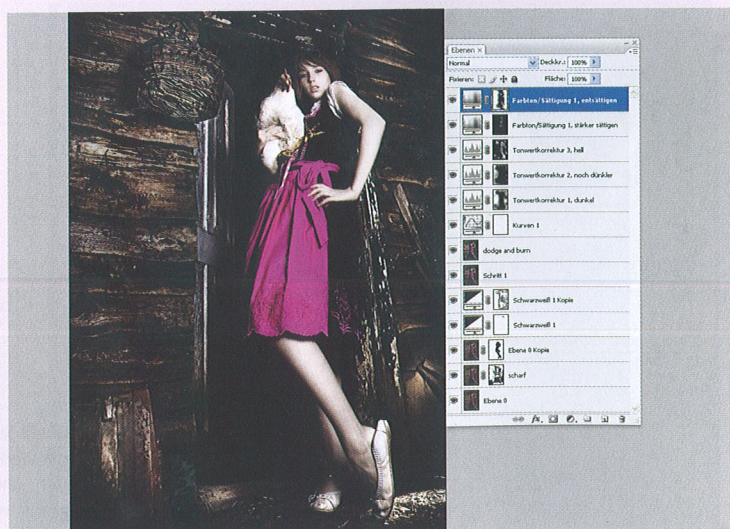 Ebenen ×
Normal Deckkr.: 100%
Fixieren: Fläche: 100%
Farbton/Sättigung 1, entsättigen
Farbton/Sättigung 1, stärker sättigen
Tonwertkorrektur 3, hell
Tonwertkorrektur 2, noch dünkler
Tonwertkorrektur 1, dunkel
Kurven 1
dodge and burn
Schritt 1
Schwarzweiß 1 Kopie
Schwarzweiß 1
Ebene 0 Kopie
scharf
Ebene 0
fx.